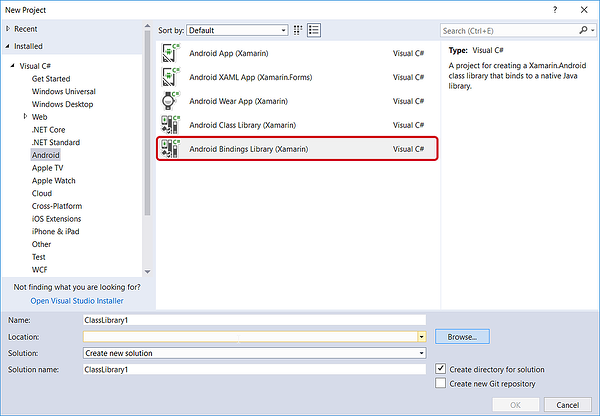 New Project
?
Recent
Installed
Sort by: Default
Search (Ctrl+E)
Visual C#
Get Started
Windows Universal
Windows Desktop
Web
.NET Core
.NET Standard
Android
Apple TV
Apple Watch
Cloud
Cross-Platform
iOS Extensions
iPhone & iPad
Other
Test
WCF
Not finding what you are looking for?
Open Visual Studio Installer
Android App (Xamarin) Visual C#
Android XAML App (Xamarin.Forms) Visual C#
Android Wear App (Xamarin) Visual C#
Android Class Library (Xamarin) Visual C#
Android Bindings Library (Xamarin) Visual C#
Type: Visual C#
A project for creating a Xamarin.Android
class library that binds to a native Java
library.
Name: ClassLibrary1
Location:
Browse...
Solution: Create new solution
Solution name: ClassLibrary1
Create directory for solution
Create new Git repository
OK
Cancel